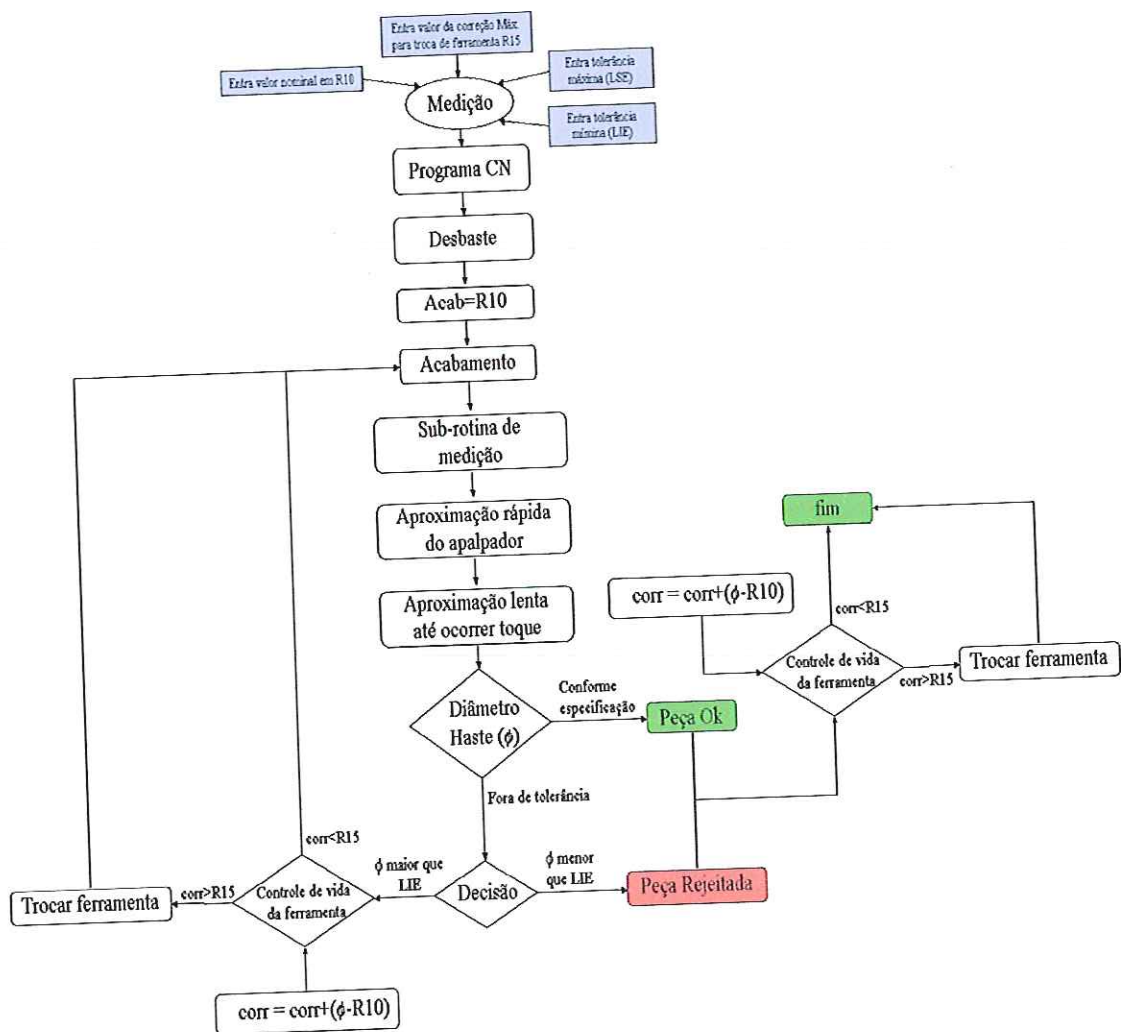 Entra valor da correção Máx
para troca de ferramenta R15
Entra valor nominal em R10
Entra tolerância
máxima (LSE)
Medição
Entra tolerância
mínina (LIE)
Programa CN
Desbaste
Acab=R10
Acabamento
Sub-rotina de
medição
Aproximação rápida
do apalpador
Aproximação lenta
até ocorrer toque
Diâmetro
Haste (ϕ)
Conforme
especificação
Peça Ok
Fora de tolerância
Decisão
ϕ menor
que LIE
Peça Rejeitada
ϕ maior que
LIE
Controle de vida
da ferramenta
corr<R15
corr>R15
Trocar ferramenta
corr = corr+(ϕ-R10)
fim
corr = corr+(ϕ-R10)
corr<R15
Controle de vida
da ferramenta
corr>R15
Trocar ferramenta